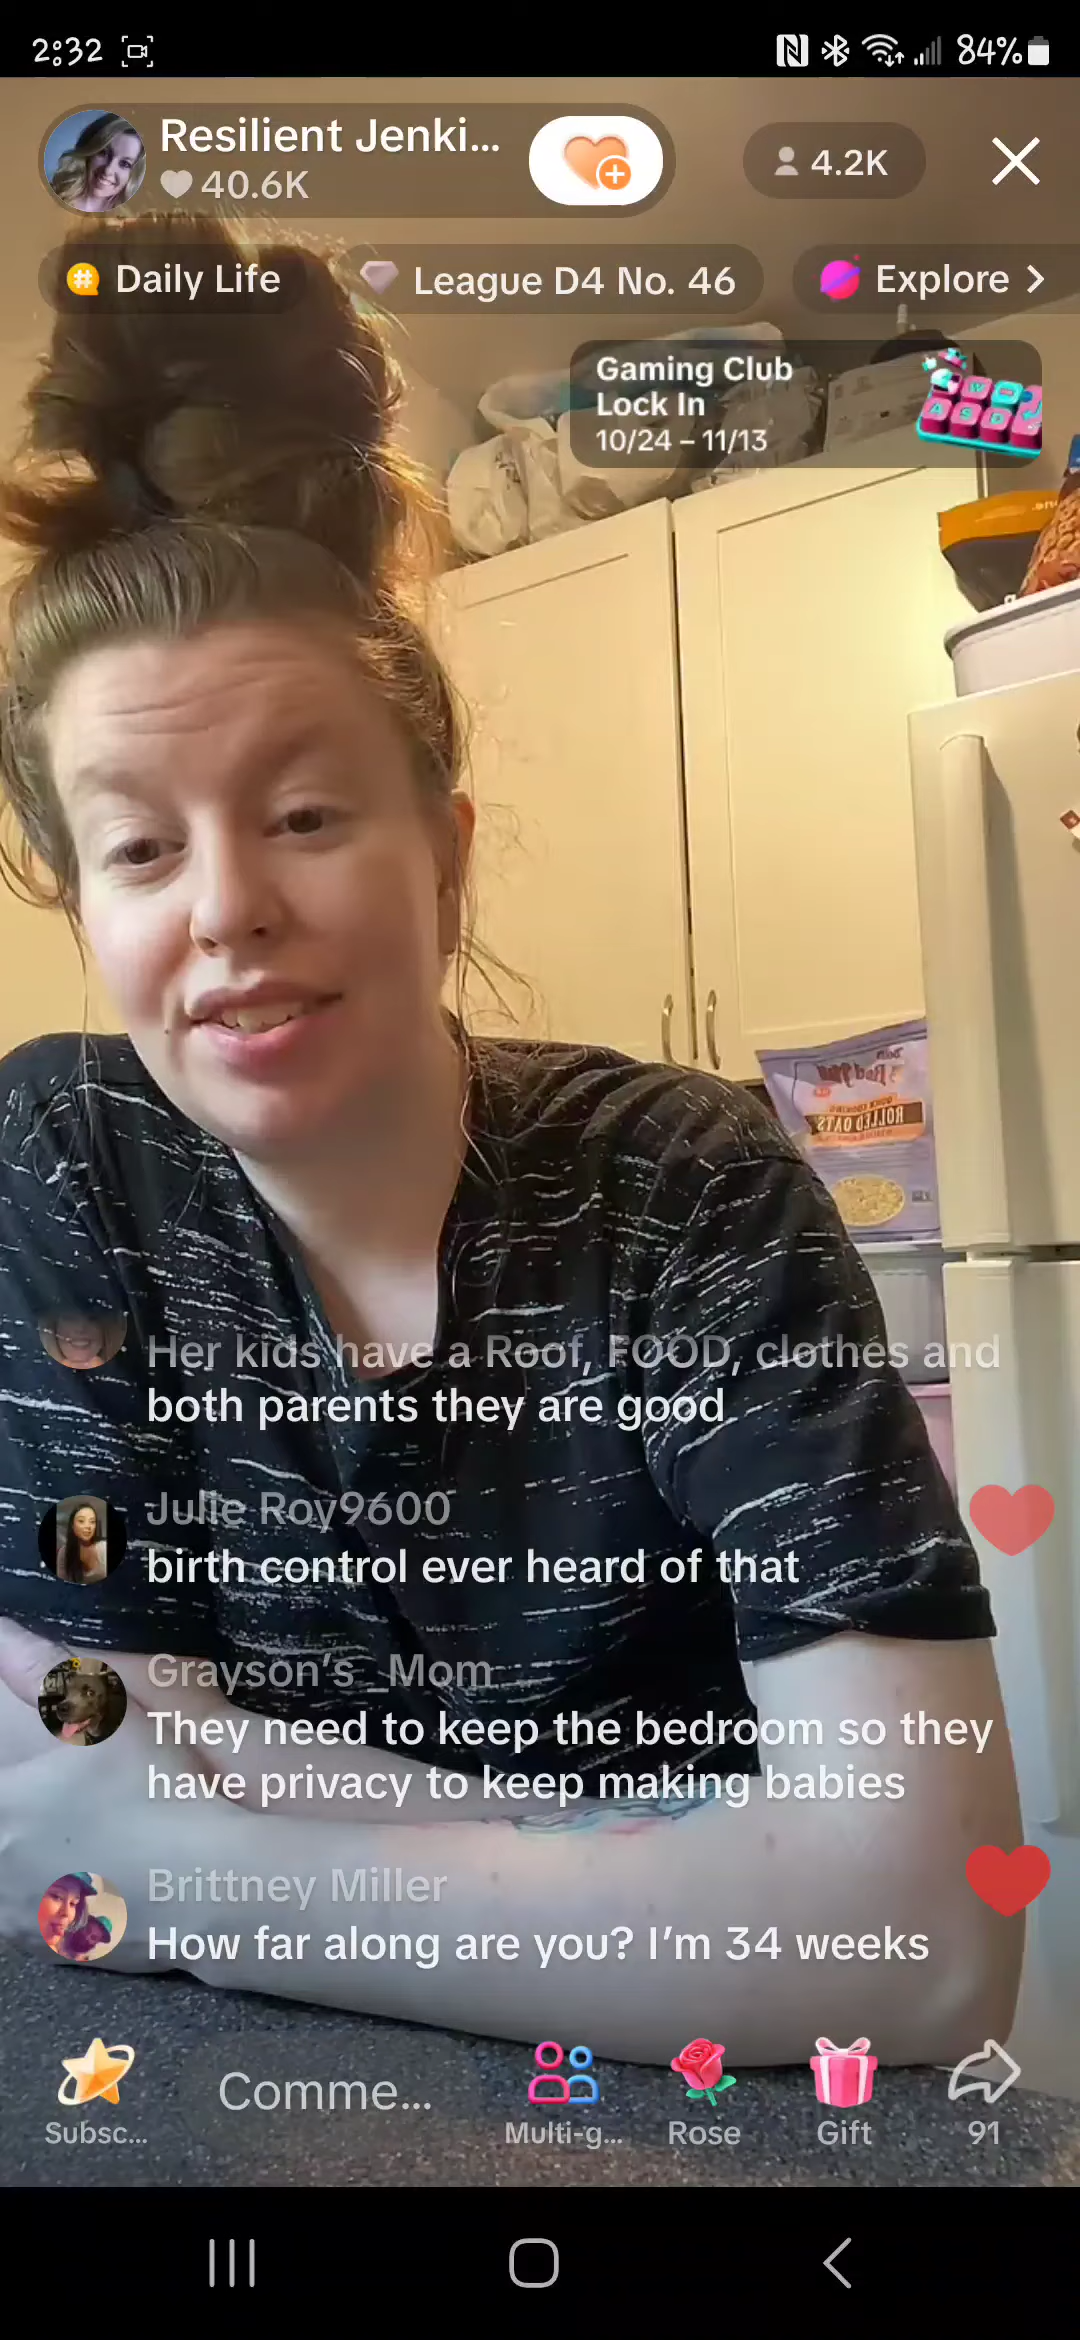 2:32
84%
Resilient Jenki...
40.6K
4.2K
Daily Life
League D4 No. 46
Explore >
Gaming Club
Lock In
10/24 – 11/13
ROLLED OATS
Her kids have a Roof, FOOD, clothes and
both parents they are good
Julie Roy9600
birth control ever heard of that
Grayson's_Mom
They need to keep the bedroom so they
have privacy to keep making babies
Brittney Miller
How far along are you? I'm 34 weeks
Comme...
Subsc...
Multi-g...
Rose
Gift
91